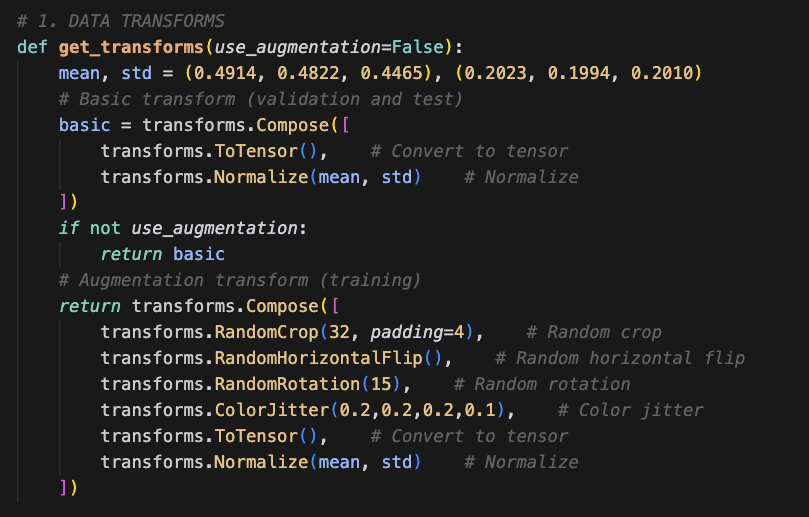 # 1. DATA TRANSFORMS
def get_transforms(use_augmentation=False):
    mean, std = (0.4914, 0.4822, 0.4465), (0.2023, 0.1994, 0.2010)
    # Basic transform (validation and test)
    basic = transforms.Compose([
        transforms.ToTensor(),    # Convert to tensor
        transforms.Normalize(mean, std)    # Normalize
    ])
    if not use_augmentation:
        return basic
    # Augmentation transform (training)
    return transforms.Compose([
        transforms.RandomCrop(32, padding=4),    # Random crop
        transforms.RandomHorizontalFlip(),    # Random horizontal flip
        transforms.RandomRotation(15),    # Random rotation
        transforms.ColorJitter(0.2,0.2,0.2,0.1),    # Color jitter
        transforms.ToTensor(),    # Convert to tensor
        transforms.Normalize(mean, std)    # Normalize
    ])